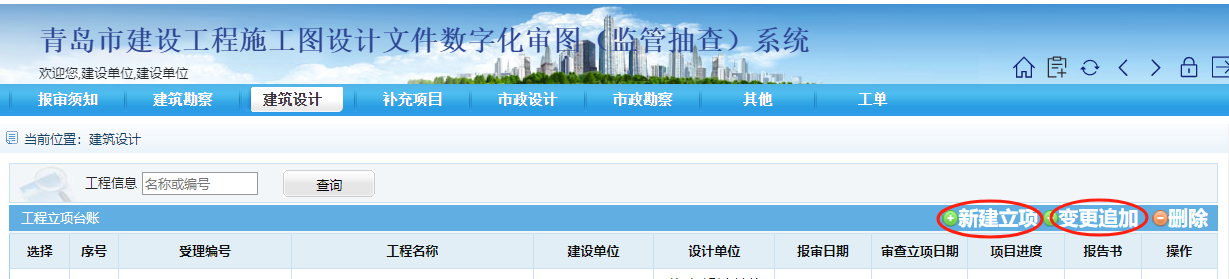 青岛市建设工程施工图设计文件数字化审图（监管抽查）系统
欢迎您,建设单位,建设单位
报审须知 建筑勘察 建筑设计 补充项目 市政设计 市政勘察 其他 工单
当前位置：建筑设计
工程信息 名称或编号 查询
工程立项台账 新建立项 变更追加 删除
选择 序号 受理编号 工程名称 建设单位 设计单位 报审日期 审查立项日期 项目进度 报告书 操作